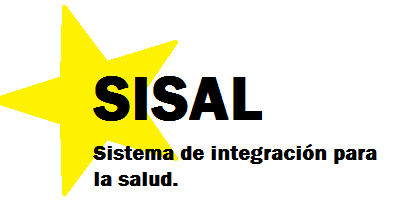 SISAL
Sistema de integración para
la salud.